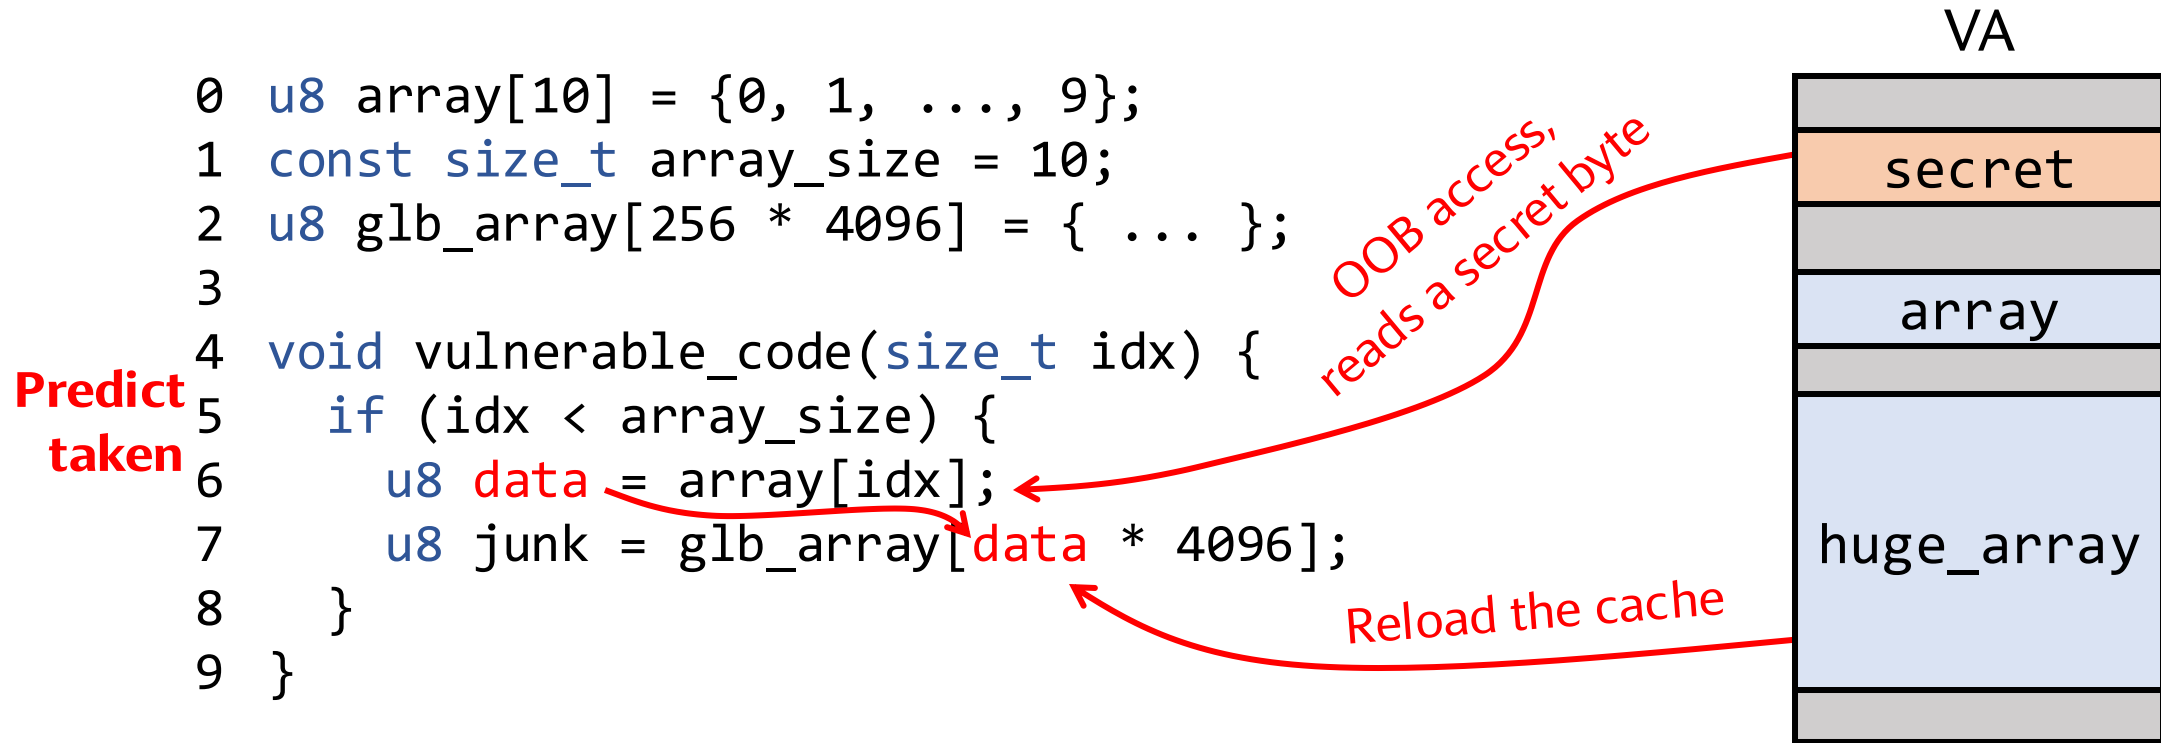 VA
0 u8 array[10] = {0, 1, ..., 9};
1 const size_t array_size = 10;
2 u8 glb_array[256 * 4096] = { ... };
3
4 void vulnerable_code(size_t idx) {
5 if (idx < array_size) {
6 u8 data = array[idx];
7 u8 junk = glb_array[data * 4096];
8 }
9 }
Predict
taken
OOB access,
reads a secret byte
Reload the cache
secret
array
huge_array